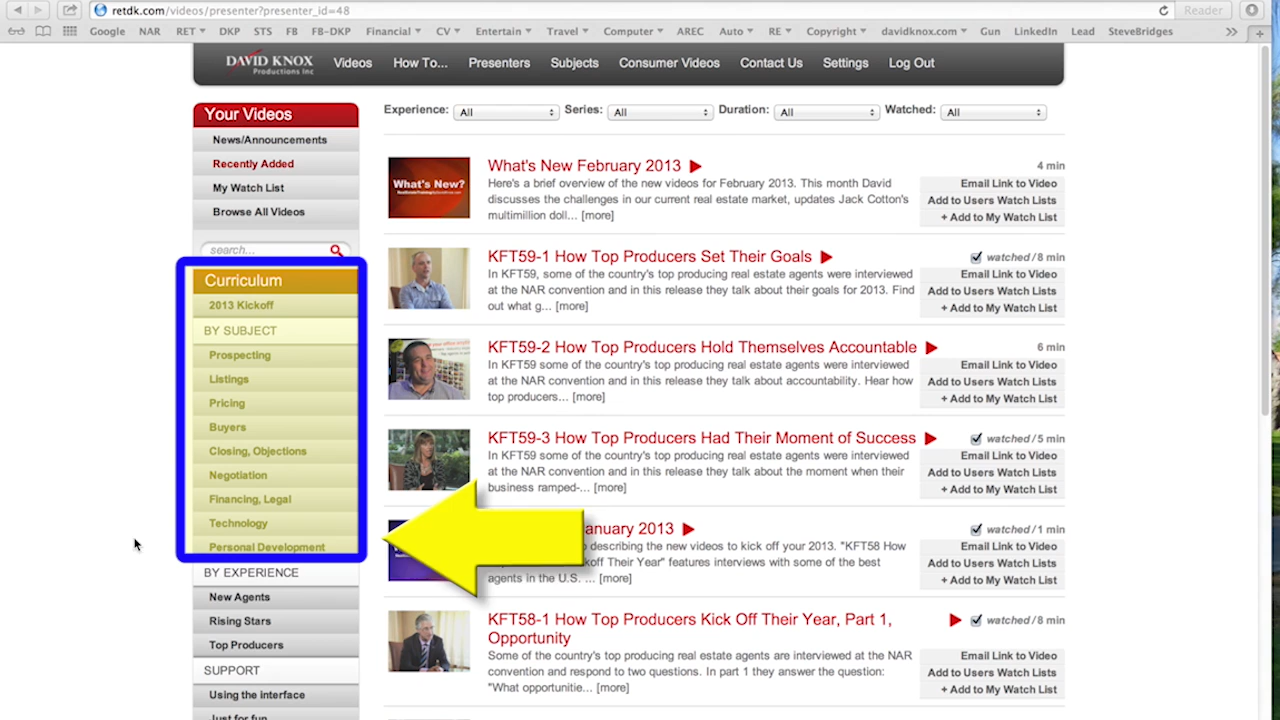 retdk.com/videos/presenter?presenter_id=48
Reader
Google NAR RET DKP STS FB FB-DKP Financial CV Entertain Travel Computer AREC Auto RE Copyright davidknox.com Gun LinkedIn Lead SteveBridges
DAVID KNOX
Productions Inc
Videos How To... Presenters Subjects Consumer Videos Contact Us Settings Log Out
Your Videos
News/Announcements
Recently Added
My Watch List
Browse All Videos
search...
Curriculum
2013 Kickoff
BY SUBJECT
Prospecting
Listings
Pricing
Buyers
Closing, Objections
Negotiation
Financing, Legal
Technology
Personal Development
BY EXPERIENCE
New Agents
Rising Stars
Top Producers
SUPPORT
Using the interface
Just for fun
Experience: All Series: All Duration: All Watched: All
What's New?
What's New February 2013
4 min
Here's a brief overview of the new videos for February 2013. This month David
discusses the challenges in our current real estate market, updates Jack Cotton's
multimillion doll... [more]
Email Link to Video
Add to Users Watch Lists
+ Add to My Watch List
KFT59-1 How Top Producers Set Their Goals
watched / 8 min
In KFT59, some of the country's top producing real estate agents were interviewed
at the NAR convention and in this release they talk about their goals for 2013. Find
out what g... [more]
Email Link to Video
Add to Users Watch Lists
+ Add to My Watch List
KFT59-2 How Top Producers Hold Themselves Accountable
6 min
In KFT59 some of the country's top producing real estate agents were interviewed
at the NAR convention and in this release they talk about accountability. Hear how
top producers... [more]
Email Link to Video
Add to Users Watch Lists
+ Add to My Watch List
KFT59-3 How Top Producers Had Their Moment of Success
watched / 5 min
In KFT59 some of the country's top producing real estate agents were interviewed
at the NAR convention and in this release they talk about the moment when their
business ramped-... [more]
Email Link to Video
Add to Users Watch Lists
+ Add to My Watch List
anuary 2013
watched / 1 min
describing the new videos to kick off your 2013. "KFT58 How
Kickoff Their Year" features interviews with some of the best
agents in the U.S. ... [more]
Email Link to Video
Add to Users Watch Lists
+ Add to My Watch List
KFT58-1 How Top Producers Kick Off Their Year, Part 1,
Opportunity
watched / 8 min
Some of the country's top producing real estate agents are interviewed at the NAR
convention and respond to two questions. In part 1 they answer the question:
"What opportunitie... [more]
Email Link to Video
Add to Users Watch Lists
+ Add to My Watch List